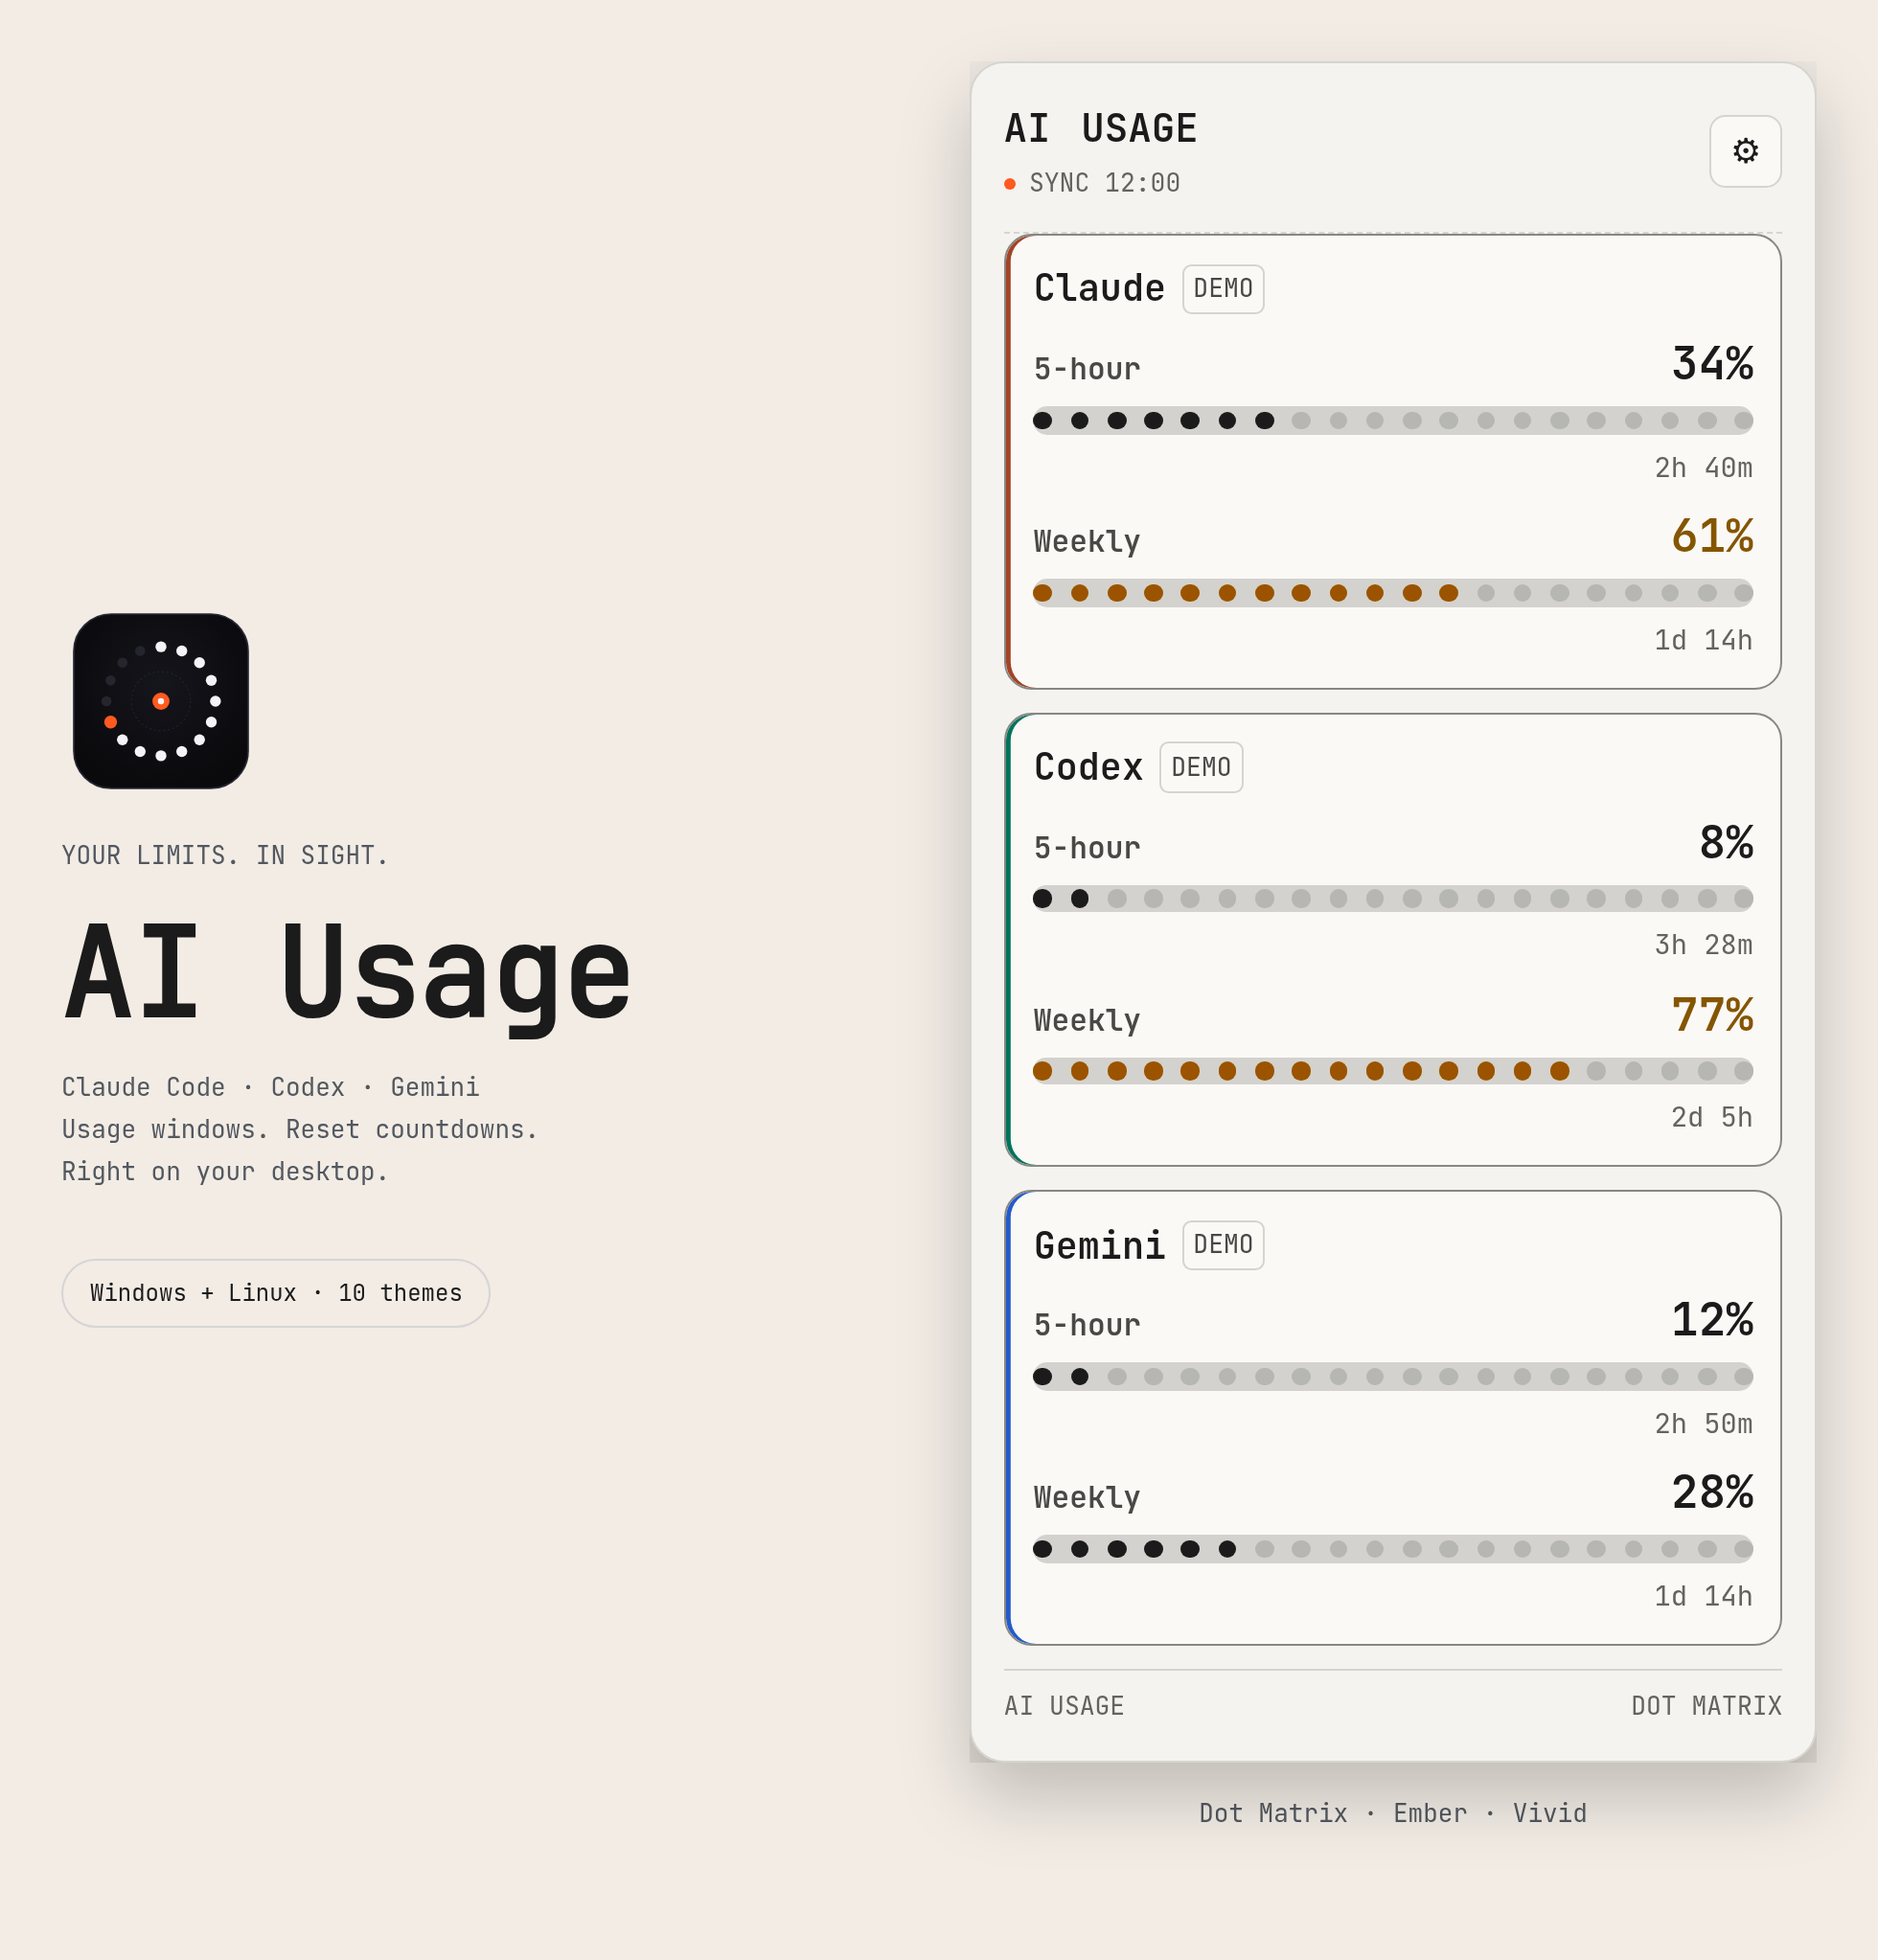 YOUR LIMITS. IN SIGHT.
AI Usage
Claude Code · Codex · Gemini
Usage windows. Reset countdowns.
Right on your desktop.
Windows + Linux · 10 themes
AI USAGE
SYNC 12:00
Claude DEMO
5-hour 34%
2h 40m
Weekly 61%
1d 14h
Codex DEMO
5-hour 8%
3h 28m
Weekly 77%
2d 5h
Gemini DEMO
5-hour 12%
2h 50m
Weekly 28%
1d 14h
AI USAGE DOT MATRIX
Dot Matrix · Ember · Vivid